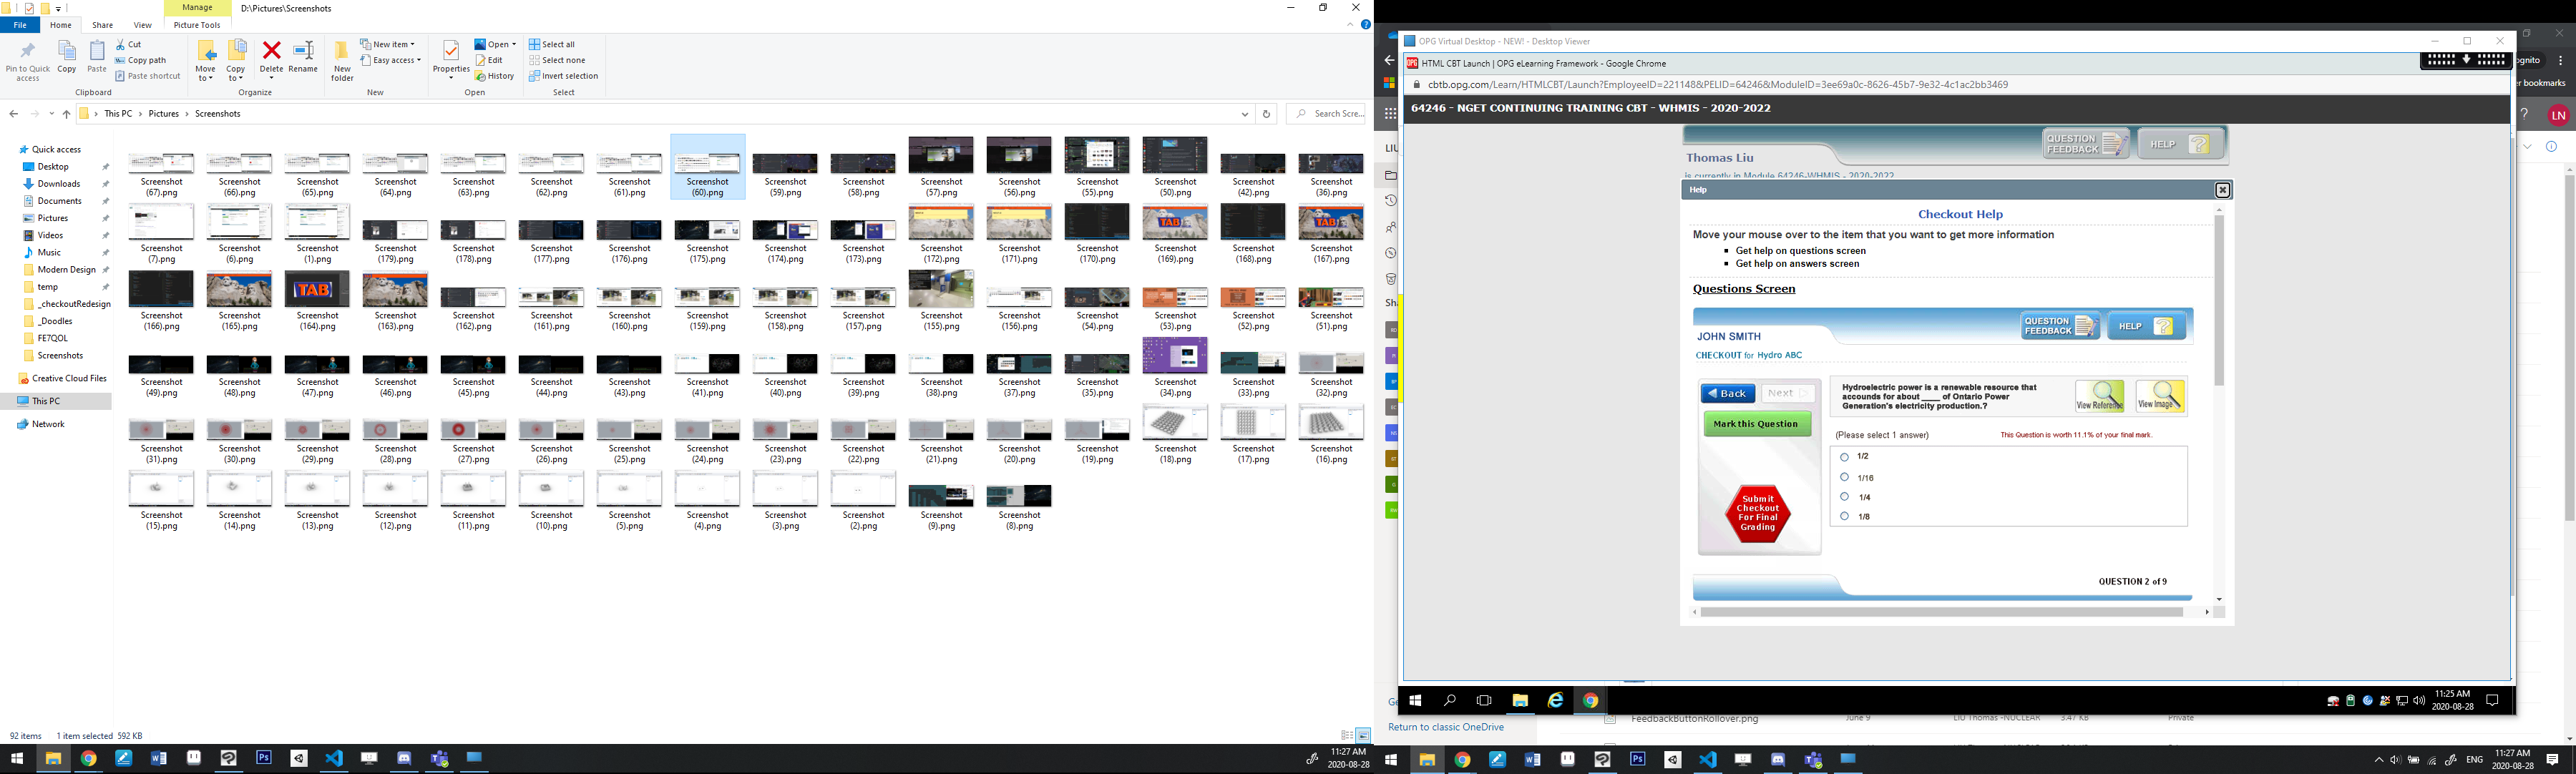 Manage
D:\Pictures\Screenshots
File
Home
Share
View
Picture Tools
Pin to Quick access
Copy
Paste
Cut
Copy path
Paste shortcut
Clipboard
Move to
Copy to
Delete
Rename
Organize
New folder
New item
Easy access
New
Properties
Open
Edit
History
Open
Select all
Select none
Invert selection
Select
This PC
Pictures
Screenshots
Search Scre...
Quick access
Desktop
Downloads
Documents
Pictures
Videos
Music
Modern Design
temp
_checkoutRedesign
_Doodles
FE7QOL
Screenshots
Creative Cloud Files
This PC
Network
Screenshot (67).png
Screenshot (66).png
Screenshot (65).png
Screenshot (64).png
Screenshot (63).png
Screenshot (62).png
Screenshot (61).png
Screenshot (60).png
Screenshot (59).png
Screenshot (58).png
Screenshot (57).png
Screenshot (56).png
Screenshot (55).png
Screenshot (50).png
Screenshot (42).png
Screenshot (36).png
Screenshot (7).png
Screenshot (6).png
Screenshot (1).png
Screenshot (179).png
Screenshot (178).png
Screenshot (177).png
Screenshot (176).png
Screenshot (175).png
Screenshot (174).png
Screenshot (173).png
Screenshot (172).png
Screenshot (171).png
Screenshot (170).png
Screenshot (169).png
Screenshot (168).png
Screenshot (167).png
Screenshot (166).png
Screenshot (165).png
Screenshot (164).png
Screenshot (163).png
Screenshot (162).png
Screenshot (161).png
Screenshot (160).png
Screenshot (159).png
Screenshot (158).png
Screenshot (157).png
Screenshot (155).png
Screenshot (156).png
Screenshot (54).png
Screenshot (53).png
Screenshot (52).png
Screenshot (51).png
Screenshot (49).png
Screenshot (48).png
Screenshot (47).png
Screenshot (46).png
Screenshot (45).png
Screenshot (44).png
Screenshot (43).png
Screenshot (41).png
Screenshot (40).png
Screenshot (39).png
Screenshot (38).png
Screenshot (37).png
Screenshot (35).png
Screenshot (34).png
Screenshot (33).png
Screenshot (32).png
Screenshot (31).png
Screenshot (30).png
Screenshot (29).png
Screenshot (28).png
Screenshot (27).png
Screenshot (26).png
Screenshot (25).png
Screenshot (24).png
Screenshot (23).png
Screenshot (22).png
Screenshot (21).png
Screenshot (20).png
Screenshot (19).png
Screenshot (18).png
Screenshot (17).png
Screenshot (16).png
Screenshot (15).png
Screenshot (14).png
Screenshot (13).png
Screenshot (12).png
Screenshot (11).png
Screenshot (10).png
Screenshot (5).png
Screenshot (4).png
Screenshot (3).png
Screenshot (2).png
Screenshot (9).png
Screenshot (8).png
TAB
TAB
TAB
92 items
1 item selected 592 KB
11:27 AM
2020-08-28
OPG Virtual Desktop - NEW! - Desktop Viewer
HTML CBT Launch | OPG eLearning Framework - Google Chrome
cbtb.opg.com/Learn/HTMLCBT/Launch?EmployeeID=221148&PELID=64246&ModuleID=3ee69a0c-8626-45b7-9e32-4c1ac2bb3469
64246 - NGET CONTINUING TRAINING CBT - WHMIS - 2020-2022
ognito
r bookmarks
LN
QUESTION FEEDBACK
HELP
Thomas Liu
is currently in Module 64246-WHMIS - 2020-2022
Help
Checkout Help
Move your mouse over to the item that you want to get more information
Get help on questions screen
Get help on answers screen
Questions Screen
QUESTION FEEDBACK
HELP
JOHN SMITH
CHECKOUT for Hydro ABC
Back
Next
Mark this Question
Submit
Checkout
For Final
Grading
Hydroelectric power is a renewable resource that
accounds for about ____ of Ontario Power
Generation's electricity production.?
View Reference
View Image
(Please select 1 answer)
This Question is worth 11.1% of your final mark.
1/2
1/16
1/4
1/8
QUESTION 2 of 9
11:25 AM
2020-08-28
LIU
Sh
Ge
Return to classic OneDrive
FeedbackButtonRollover.png
June 9
LIU Thomas -NUCLEAR
3.47 KB
Private
ENG
11:27 AM
2020-08-28